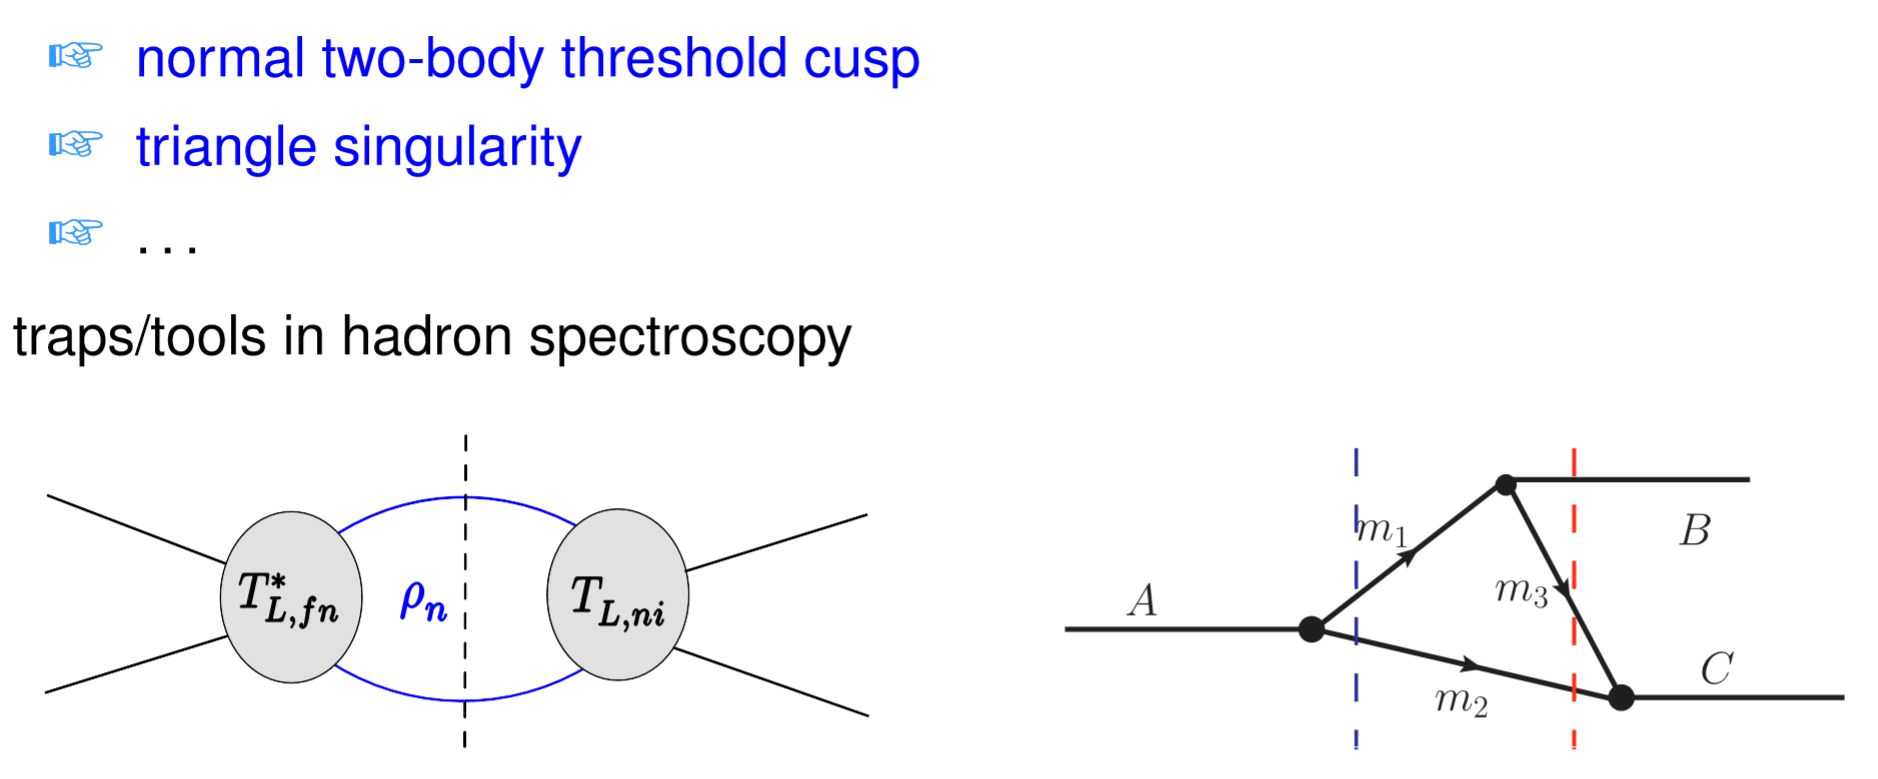 normal two-body threshold cusp
triangle singularity
...
traps/tools in hadron spectroscopy
T*L,fn ρn TL,ni
A m1 m2 m3 B C